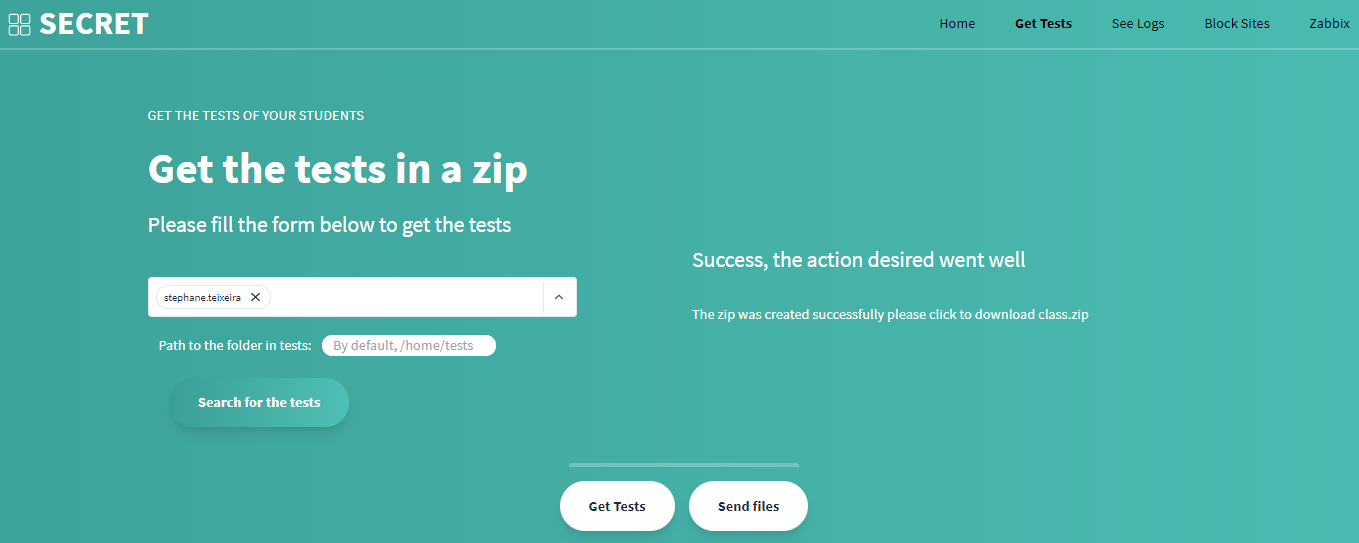 SECRET
Home Get Tests See Logs Block Sites Zabbix
GET THE TESTS OF YOUR STUDENTS
Get the tests in a zip
Please fill the form below to get the tests
stephane.teixeira
Path to the folder in tests: By default, /home/tests
Search for the tests
Success, the action desired went well
The zip was created successfully please click to download class.zip
Get Tests Send files